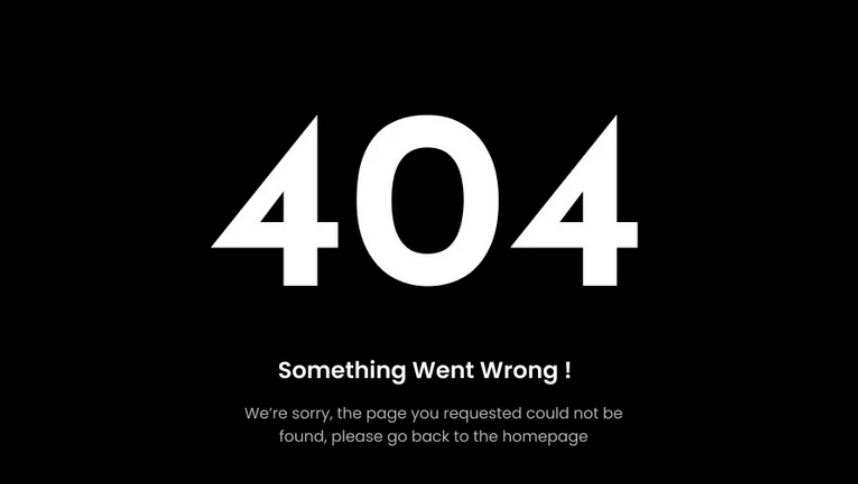 404
Something Went Wrong !
We’re sorry, the page you requested could not be
found, please go back to the homepage